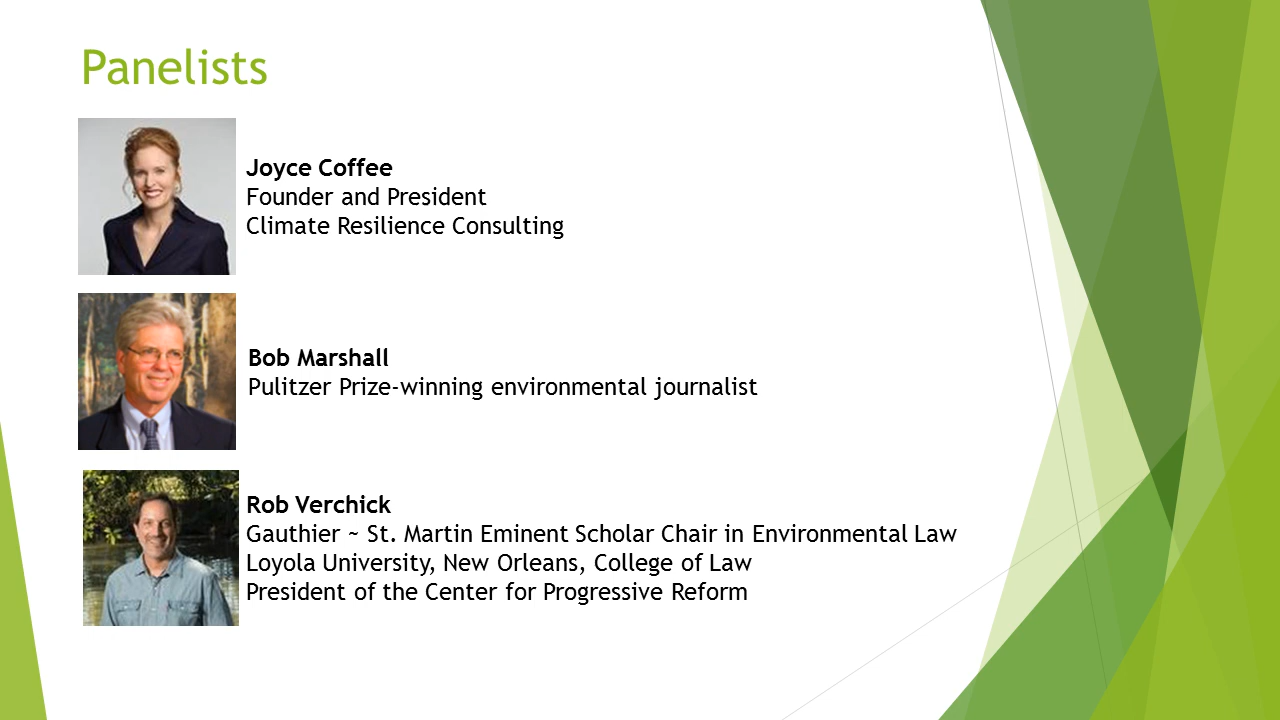 Panelists
Joyce Coffee
Founder and President
Climate Resilience Consulting
Bob Marshall
Pulitzer Prize-winning environmental journalist
Rob Verchick
Gauthier ~ St. Martin Eminent Scholar Chair in Environmental Law
Loyola University, New Orleans, College of Law
President of the Center for Progressive Reform